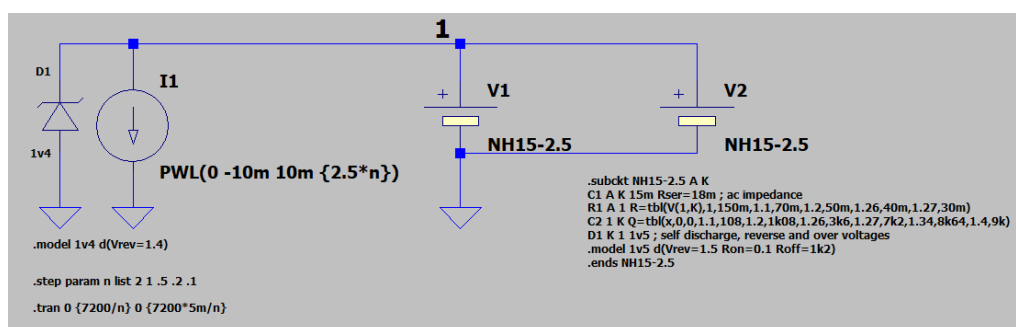 1
D1
I1
+
V1
+
V2
1v4
NH15-2.5
NH15-2.5
PWL(0 -10m 10m {2.5*n})
.subckt NH15-2.5 A K
C1 A K 15m Rser=18m ; ac impedance
R1 A 1 R=tbl(V(1,K),1,150m,1.1,70m,1.2,50m,1.26,40m,1.27,30m)
C2 1 K Q=tbl(x,0,0,1.1,108,1.2,1k08,1.26,3k6,1.27,7k2,1.34,8k64,1.4,9k)
D1 K 1 1v5 ; self discharge, reverse and over voltages
.model 1v5 d(Vrev=1.5 Ron=0.1 Roff=1k2)
.ends NH15-2.5
.model 1v4 d(Vrev=1.4)
.step param n list 2 1 .5 .2 .1
.tran 0 {7200/n} 0 {7200*5m/n}